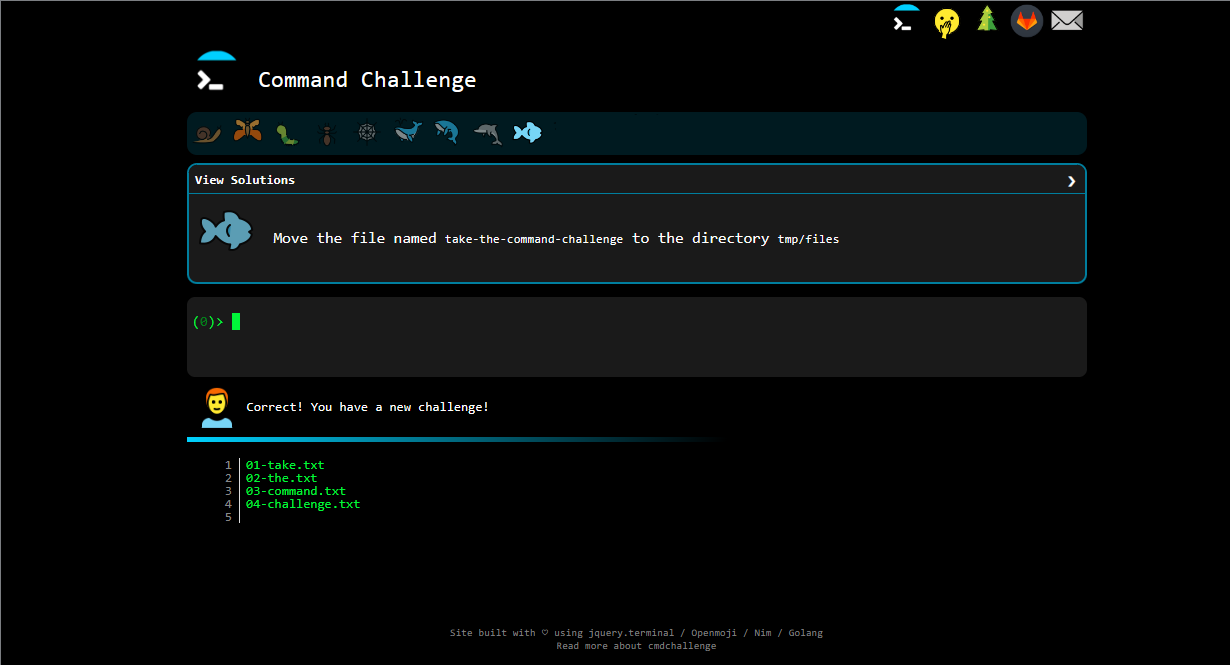 Command Challenge
View Solutions
Move the file named take-the-command-challenge to the directory tmp/files
(0)>
Correct! You have a new challenge!
1 01-take.txt
2 02-the.txt
3 03-command.txt
4 04-challenge.txt
5
Site built with ♡ using jquery.terminal / Openmoji / Nim / Golang
Read more about cmdchallenge